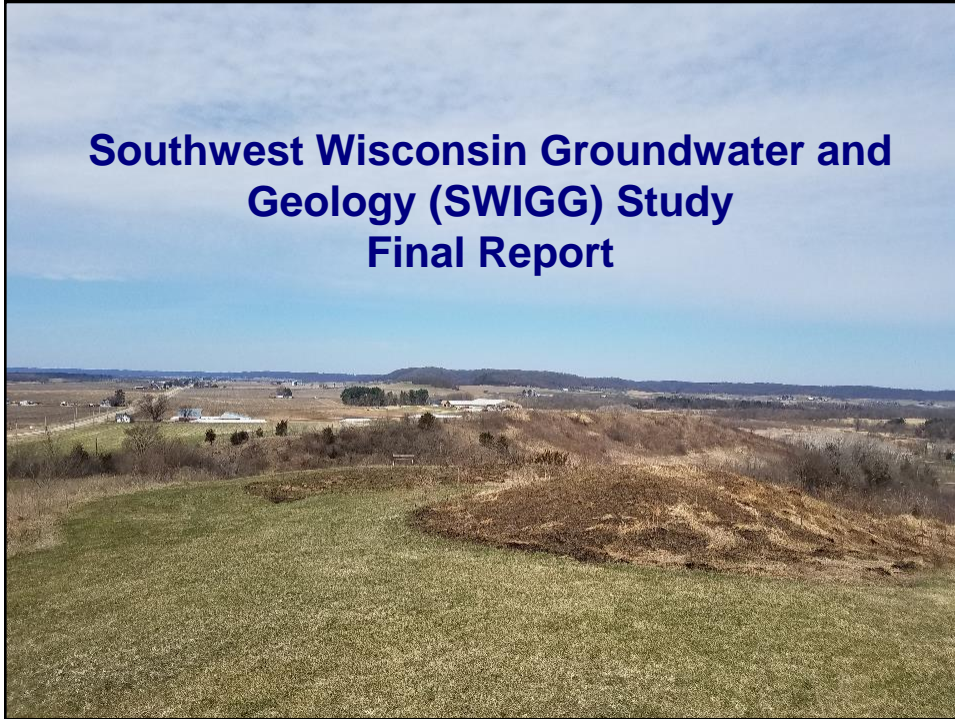 Southwest Wisconsin Groundwater and
Geology (SWIGG) Study
Final Report